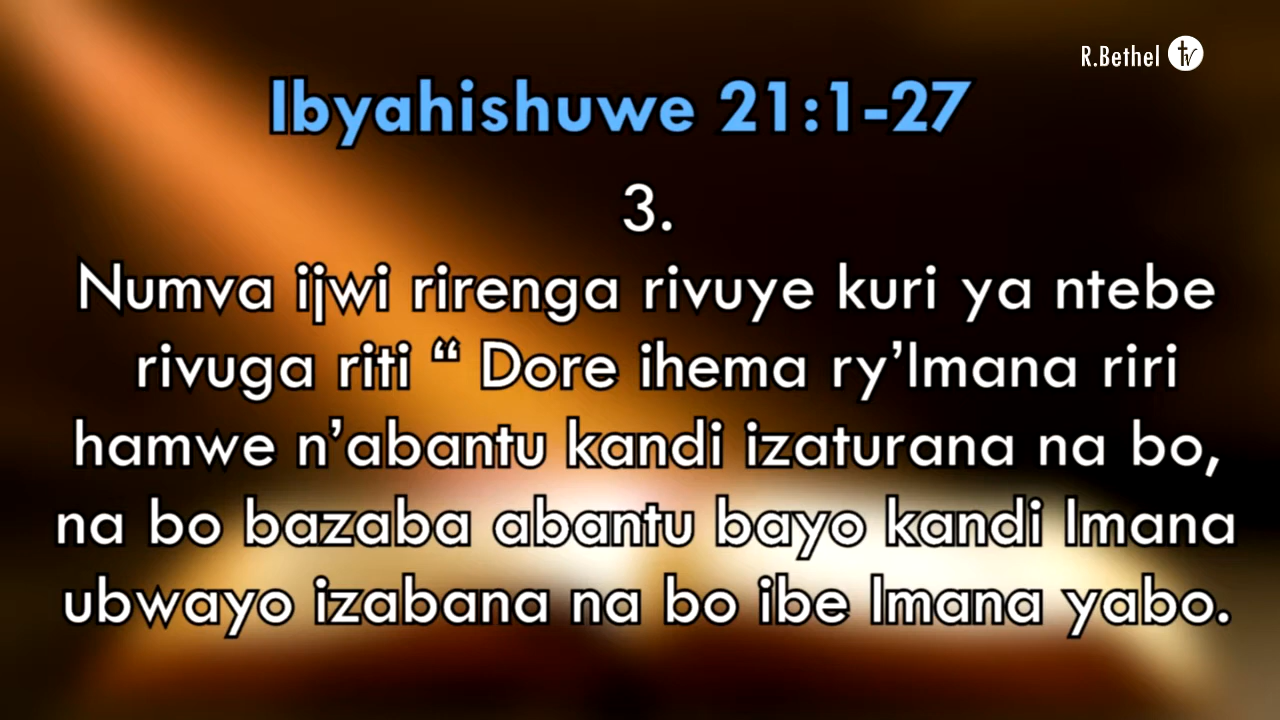 R.Bethel tv
Ibyahishuwe 21:1-27
3.
Numva ijwi rirenga rivuye kuri ya ntebe
rivuga riti “ Dore ihema ry’Imana riri
hamwe n’abantu kandi izaturana na bo,
na bo bazaba abantu bayo kandi Imana
ubwayo izabana na bo ibe Imana yabo.